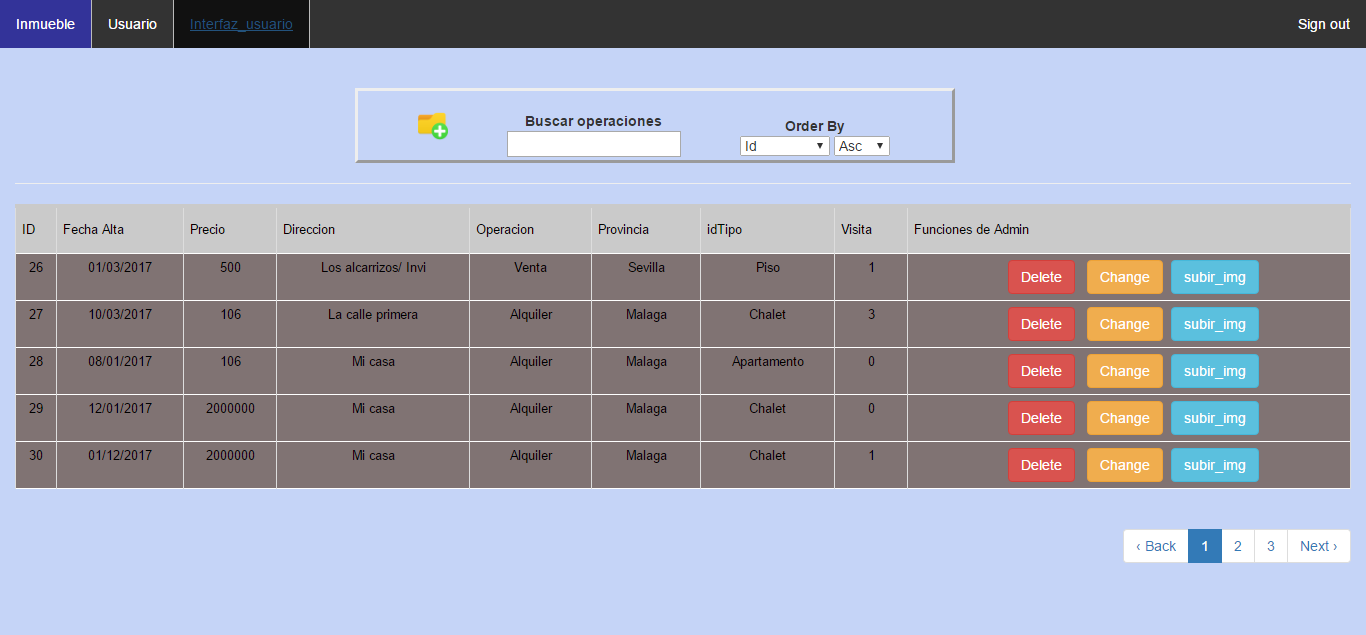 Inmueble Usuario Interfaz_usuario Sign out
Buscar operaciones
Order By
Id Asc
ID Fecha Alta Precio Direccion Operacion Provincia idTipo Visita Funciones de Admin
26 01/03/2017 500 Los alcarrizos/ Invi Venta Sevilla Piso 1 Delete Change subir_img
27 10/03/2017 106 La calle primera Alquiler Malaga Chalet 3 Delete Change subir_img
28 08/01/2017 106 Mi casa Alquiler Malaga Apartamento 0 Delete Change subir_img
29 12/01/2017 2000000 Mi casa Alquiler Malaga Chalet 0 Delete Change subir_img
30 01/12/2017 2000000 Mi casa Alquiler Malaga Chalet 1 Delete Change subir_img
‹ Back 1 2 3 Next ›